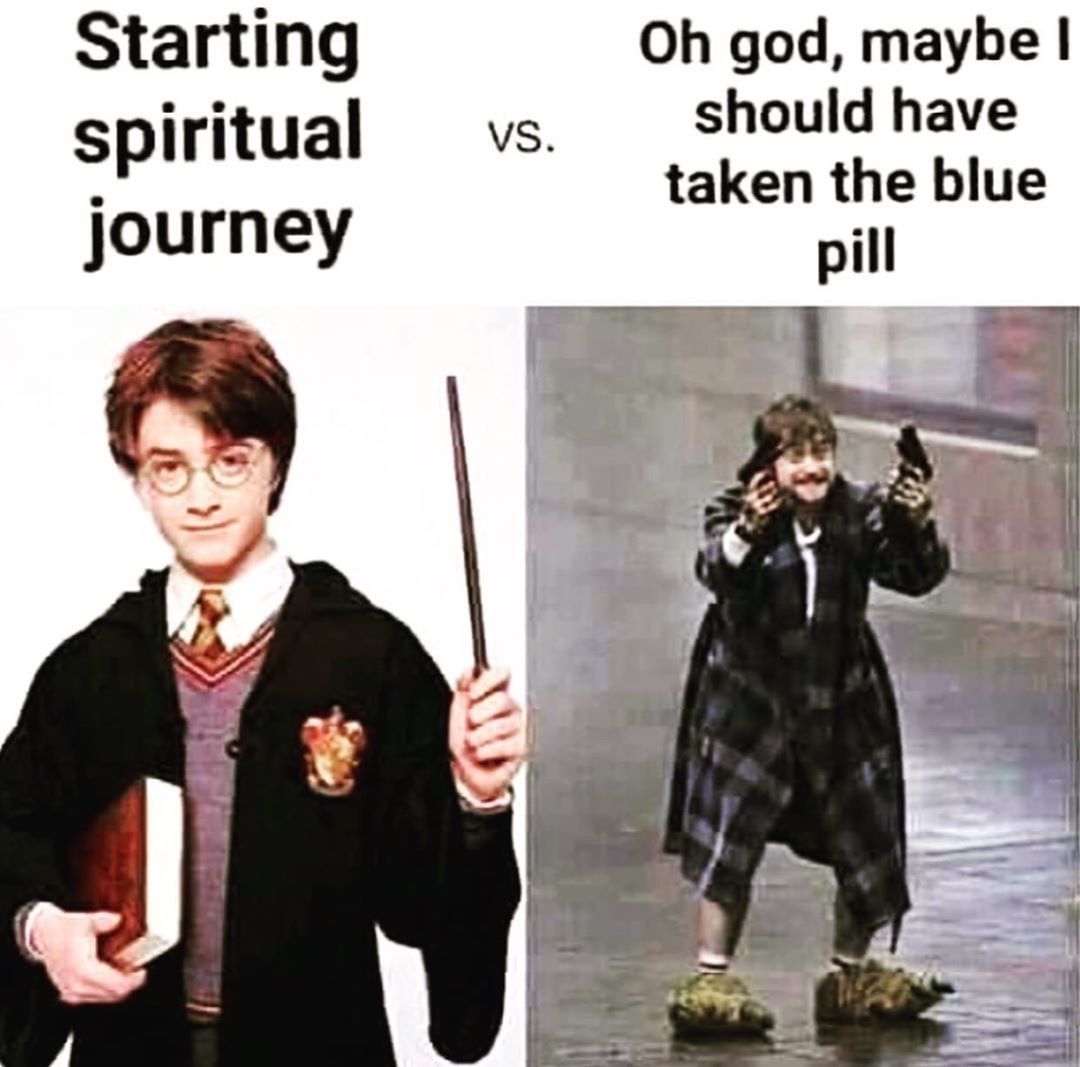 Starting
spiritual
journey
vs.
Oh god, maybe I
should have
taken the blue
pill